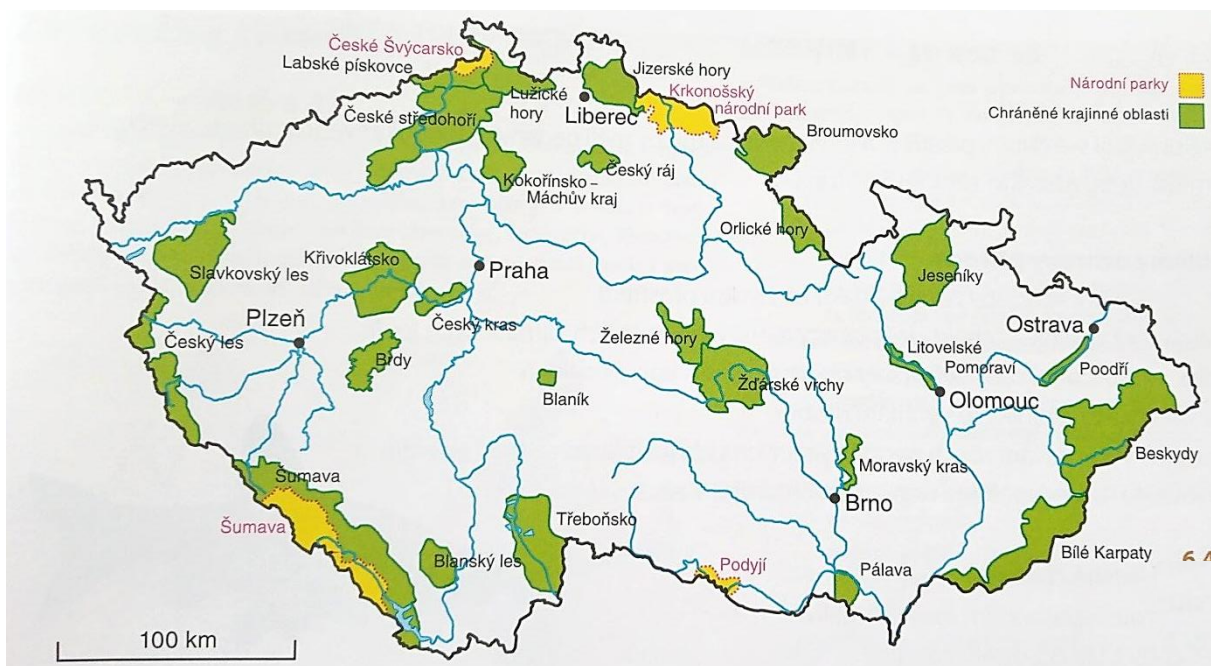 České Švýcarsko
Labské pískovce
Jizerské hory
Krkonošský
národní park
Národní parky
Chráněné krajinné oblasti
Lužické
hory
Liberec
České středohoří
Broumovsko
Kokořínsko –
Máchův kraj
Český ráj
Orlické hory
Slavkovský les
Křivoklátsko
Praha
Jeseníky
Český kras
Plzeň
Český les
Brdy
Železné hory
Žďárské vrchy
Blaník
Litovelské
Pomoraví
Ostrava
Poodří
Olomouc
Beskydy
Moravský kras
Brno
Šumava
Šumava
Třeboňsko
Blanský les
Podyjí
Pálava
Bílé Karpaty
100 km